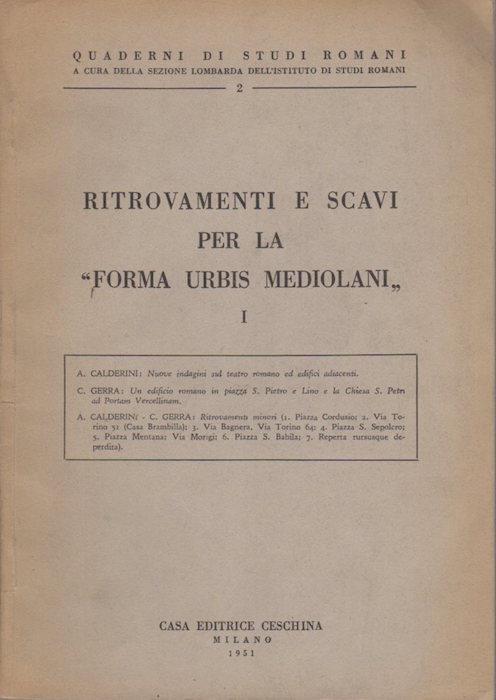 QUADERNI DI STUDI ROMANI
A CURA DELLA SEZIONE LOMBARDA DELL'ISTITUTO DI STUDI ROMANI
2
RITROVAMENTI E SCAVI
PER LA
“FORMA URBIS MEDIOLANI„
I
A. CALDERINI: Nuove indagini sul teatro romano ed edifici adiacenti.
C. GERRA: Un edificio romano in piazza S. Pietro e Lino e la Chiesa S. Petri
ad Portam Vercellinam.
A. CALDERINI - C. GERRA: Ritrovamenti minori (1. Piazza Cordusio; 2. Via To-
rino 51 (Casa Brambilla); 3. Via Bagnera, Via Torino 64; 4. Piazza S. Sepolcro;
5. Piazza Mentana; Via Morigi; 6. Piazza S. Babila; 7. Reperta rursusque de-
perdita).
CASA EDITRICE CESCHINA
MILANO
1951